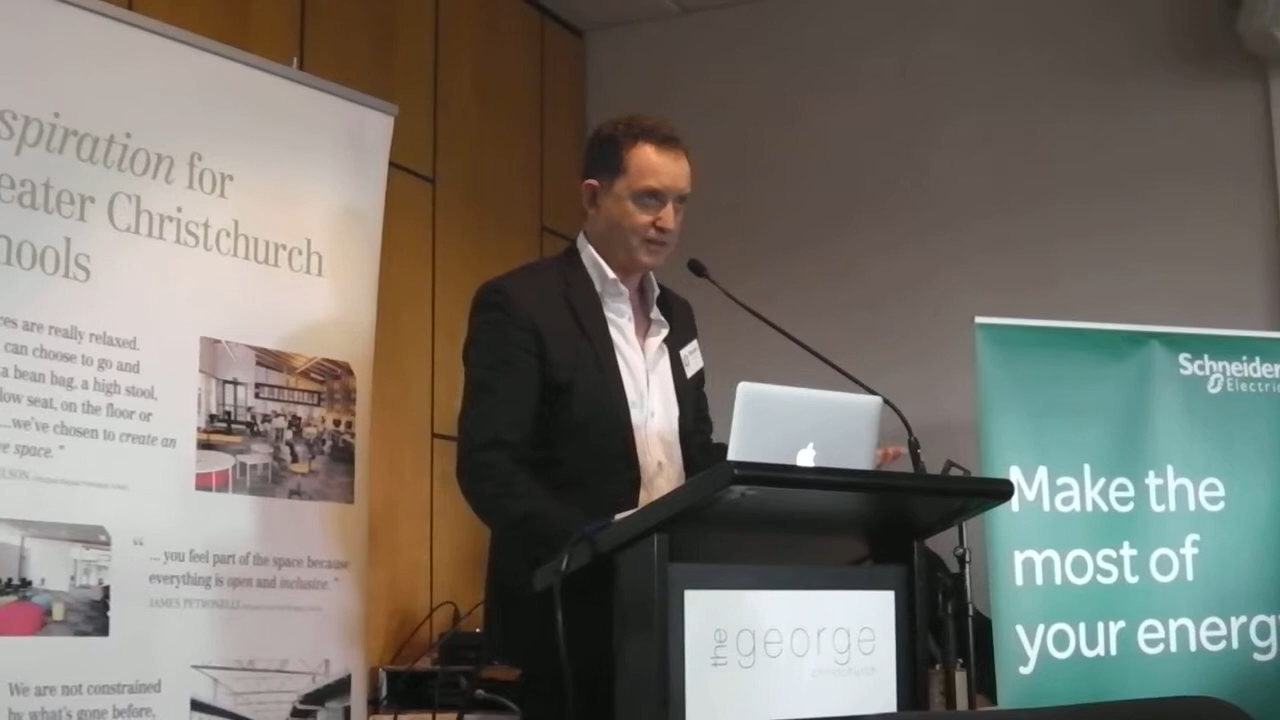 spiration for
eater Christchurch
hools
es are really relaxed.
can choose to go and
a bean bag, a high stool,
low seat, on the floor or
...we've chosen to create an
e space."
LSON
"
... you feel part of the space because
everything is open and inclusive."
JAMES PETRONELLI
We are not constrained
by what's gone before,
the george
christchurch
Schneider
Electric
Make the
most of
your energy